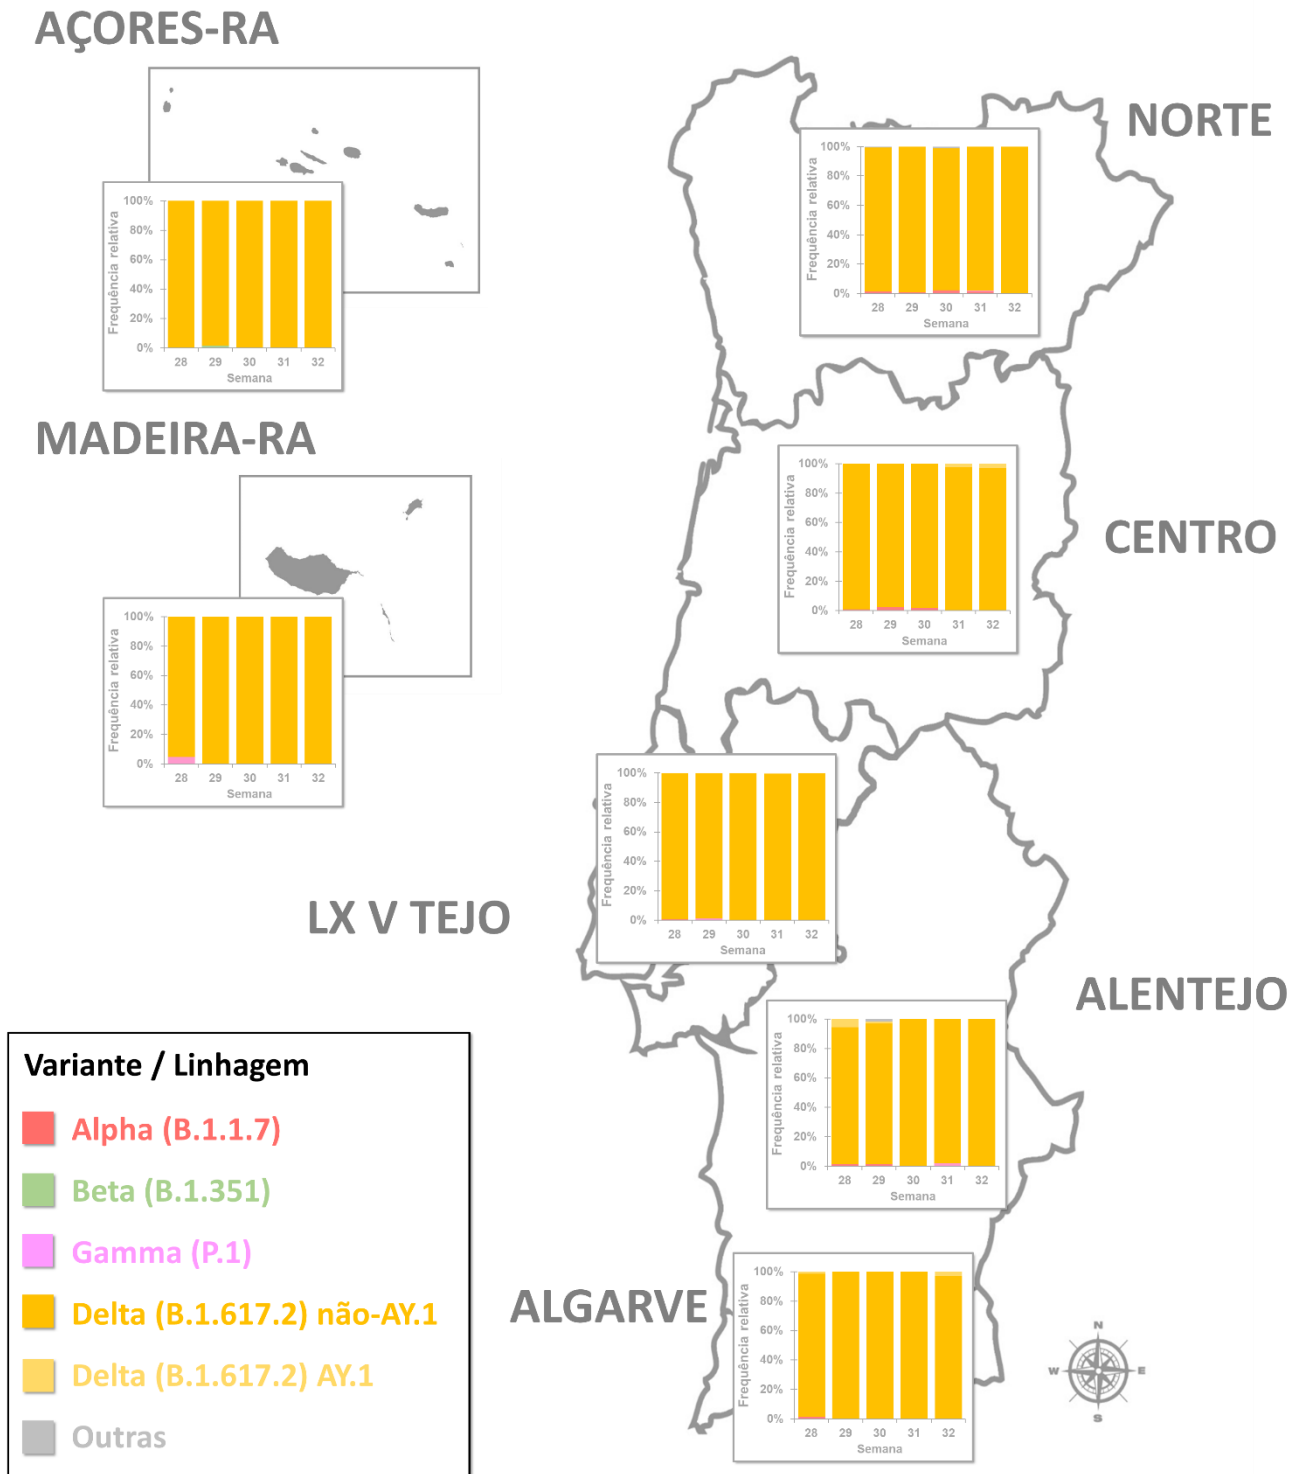 AÇORES-RA
Frequência relativa
100%
80%
60%
40%
20%
0%
28 29 30 31 32
Semana
MADEIRA-RA
Frequência relativa
100%
80%
60%
40%
20%
0%
28 29 30 31 32
Semana
NORTE
Frequência relativa
100%
80%
60%
40%
20%
0%
28 29 30 31 32
Semana
CENTRO
Frequência relativa
100%
80%
60%
40%
20%
0%
28 29 30 31 32
Semana
LX V TEJO
Frequência relativa
100%
80%
60%
40%
20%
0%
28 29 30 31 32
Semana
ALENTEJO
Frequência relativa
100%
80%
60%
40%
20%
0%
28 29 30 31 32
Semana
ALGARVE
Frequência relativa
100%
80%
60%
40%
20%
0%
28 29 30 31 32
Semana
Variante / Linhagem
Alpha (B.1.1.7)
Beta (B.1.351)
Gamma (P.1)
Delta (B.1.617.2) não-AY.1
Delta (B.1.617.2) AY.1
Outras
N
W E
S